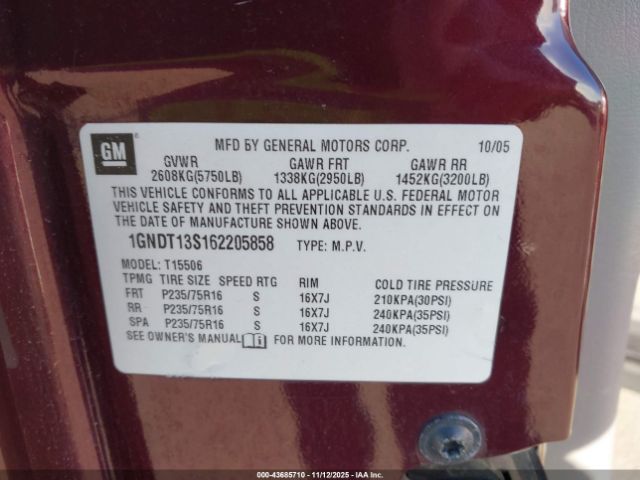 GM ® MFD BY GENERAL MOTORS CORP. 10/05
GVWR GAWR FRT GAWR RR
2608KG(5750LB) 1338KG(2950LB) 1452KG(3200LB)
THIS VEHICLE CONFORMS TO ALL APPLICABLE U.S. FEDERAL MOTOR
VEHICLE SAFETY AND THEFT PREVENTION STANDARDS IN EFFECT ON
THE DATE OF MANUFACTURE SHOWN ABOVE.
1GNDT13S162205858 TYPE: M.P.V.
MODEL: T15506
TPMG TIRE SIZE SPEED RTG RIM COLD TIRE PRESSURE
FRT P235/75R16 S 16X7J 210KPA(30PSI)
RR P235/75R16 S 16X7J 240KPA(35PSI)
SPA P235/75R16 S 16X7J 240KPA(35PSI)
SEE OWNER'S MANUAL i FOR MORE INFORMATION.
000-43685710 - 11/12/2025 - IAAI.COM